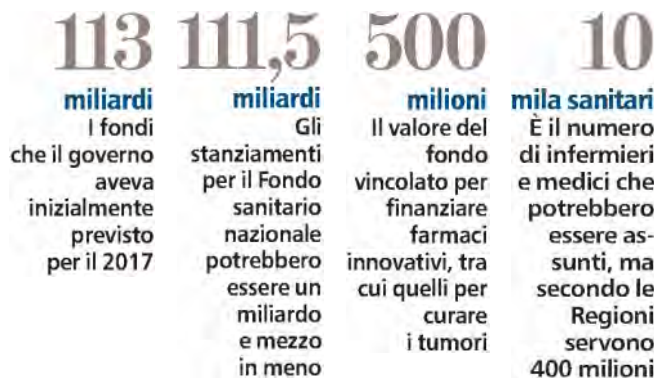 113
miliardi
I fondi
che il governo
aveva
inizialmente
previsto
per il 2017
111,5
miliardi
Gli
stanziamenti
per il Fondo
sanitario
nazionale
potrebbero
essere un
miliardo
e mezzo
in meno
500
milioni
Il valore del
fondo
vincolato per
finanziare
farmaci
innovativi, tra
cui quelli per
curare
i tumori
10
mila sanitari
È il numero
di infermieri
e medici che
potrebbero
essere as-
sunti, ma
secondo le
Regioni
servono
400 milioni